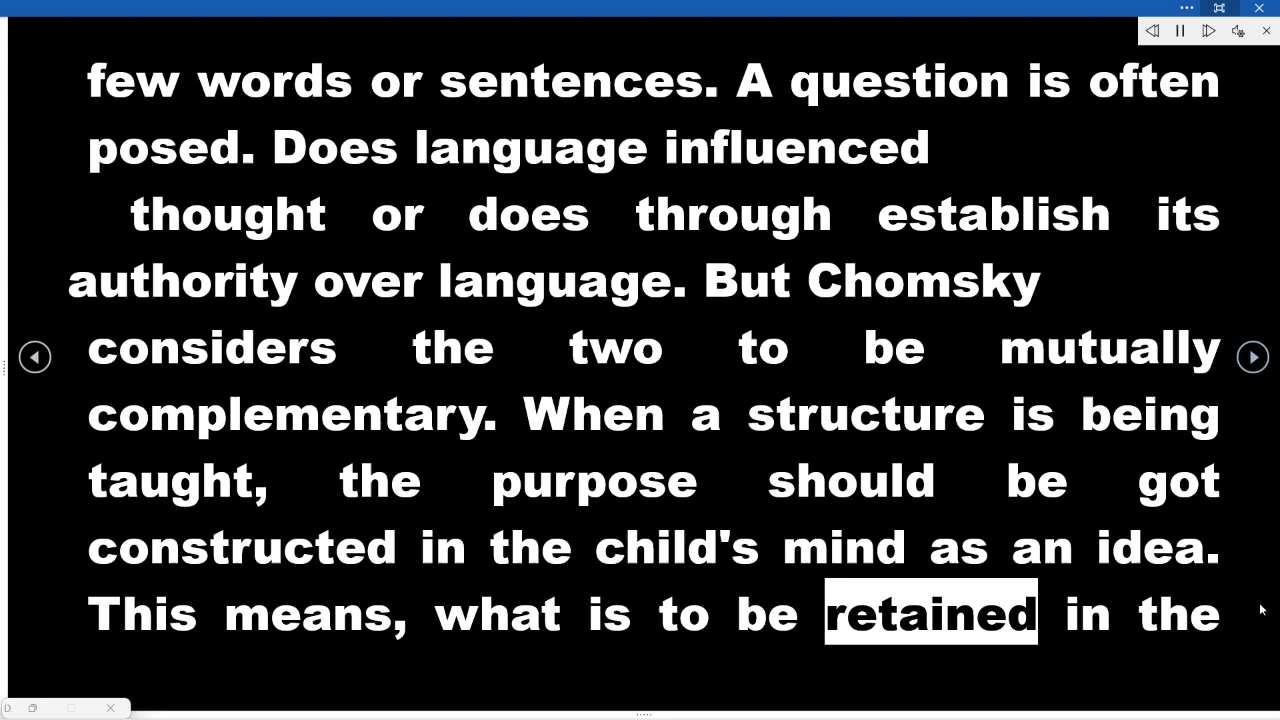 few words or sentences. A question is often
posed. Does language influenced
thought or does through establish its
authority over language. But Chomsky
considers the two to be mutually
complementary. When a structure is being
taught, the purpose should be got
constructed in the child's mind as an idea.
This means, what is to be retained in the
D